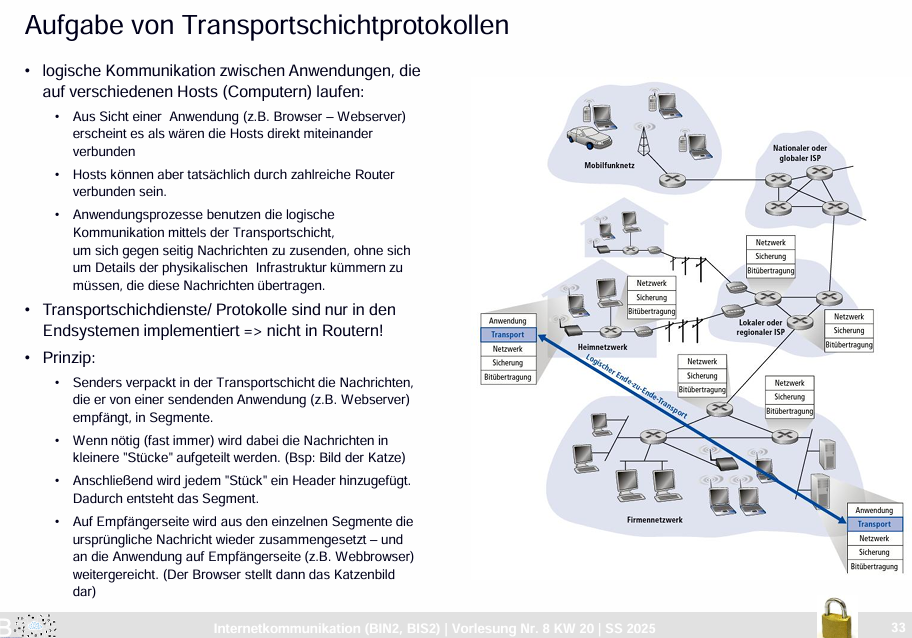 Aufgabe von Transportschichtprotokollen
• logische Kommunikation zwischen Anwendungen, die
auf verschiedenen Hosts (Computern) laufen:
• Aus Sicht einer Anwendung (z.B. Browser – Webserver)
erscheint es als wären die Hosts direkt miteinander
verbunden
• Hosts können aber tatsächlich durch zahlreiche Router
verbunden sein.
• Anwendungsprozesse benutzen die logische
Kommunikation mittels der Transportschicht,
um sich gegen seitig Nachrichten zu zusenden, ohne sich
um Details der physikalischen Infrastruktur kümmern zu
müssen, die diese Nachrichten übertragen.
• Transportschichdienste/ Protokolle sind nur in den
Endsystemen implementiert => nicht in Routern!
• Prinzip:
• Senders verpackt in der Transportschicht die Nachrichten,
die er von einer sendenden Anwendung (z.B. Webserver)
empfängt, in Segmente.
• Wenn nötig (fast immer) wird dabei die Nachrichten in
kleinere "Stücke" aufgeteilt werden. (Bsp: Bild der Katze)
• Anschließend wird jedem "Stück" ein Header hinzugefügt.
Dadurch entsteht das Segment.
• Auf Empfängerseite wird aus den einzelnen Segmente die
ursprüngliche Nachricht wieder zusammengesetzt – und
an die Anwendung auf Empfängerseite (z.B. Webbrowser)
weitergereicht. (Der Browser stellt dann das Katzenbild
dar)
Mobilfunknetz
Nationaler oder
globaler ISP
Netzwerk
Sicherung
Bitübertragung
Netzwerk
Sicherung
Bitübertragung
Lokaler oder
regionaler ISP
Netzwerk
Sicherung
Bitübertragung
Anwendung
Transport
Netzwerk
Sicherung
Bitübertragung
Heimnetzwerk
Logischer Ende-zu-Ende-Transport
Netzwerk
Sicherung
Bitübertragung
Netzwerk
Sicherung
Bitübertragung
Firmennetzwerk
Anwendung
Transport
Netzwerk
Sicherung
Bitübertragung
Internetkommunikation (BIN2, BIS2) | Vorlesung Nr. 8 KW 20 | SS 2025
33